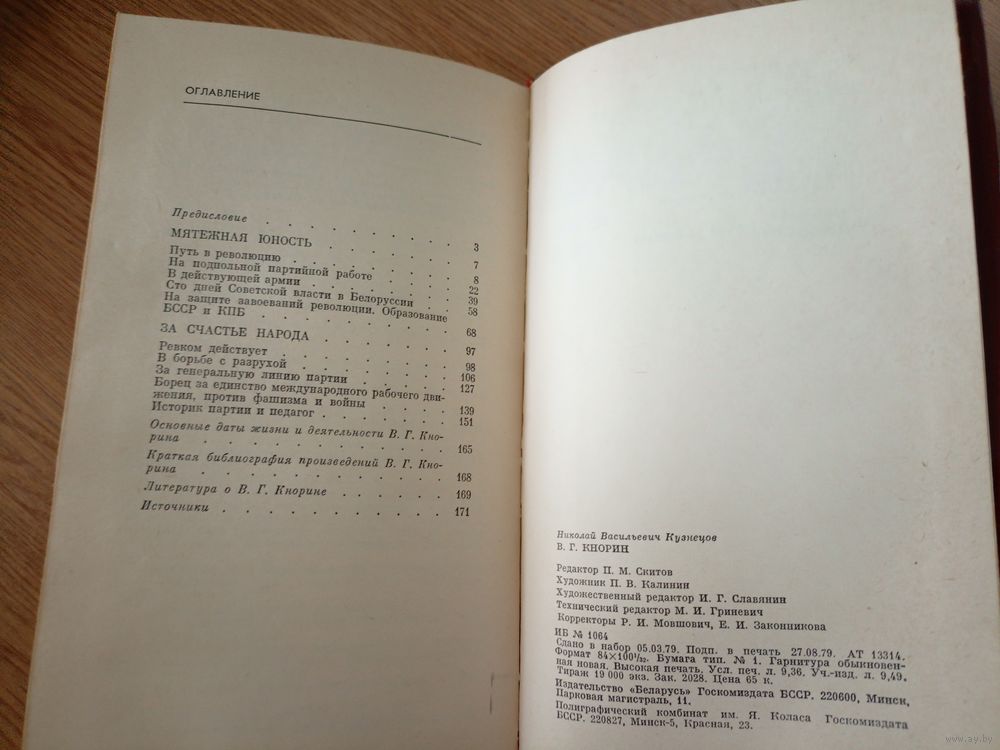 ОГЛАВЛЕНИЕ
Предисловие . . . . . . . . 3
МЯТЕЖНАЯ ЮНОСТЬ . . . . . . 7
Путь в революцию . . . . . . . 8
На подпольной партийной работе . . . . 22
В действующей армии . . . . . . 39
Сто дней Советской власти в Белоруссии . . 58
На защите завоеваний революции. Образование
БССР и КПБ . . . . . . . . 68
ЗА СЧАСТЬЕ НАРОДА . . . . . . 97
Ревком действует . . . . . . . 98
В борьбе с разрухой . . . . . . 106
За генеральную линию партии . . . . 127
Борец за единство международного рабочего дви-
жения, против фашизма и войны . . . . 139
Историк партии и педагог . . . . . . 151
Основные даты жизни и деятельности В. Г. Кно-
рина . . . . . . . . . . 165
Краткая библиография произведений В. Г. Кно-
рина . . . . . . . . . . 168
Литература о В. Г. Кнорине . . . . . 169
Источники . . . . . . . . . . 171
Николай Васильевич Кузнецов
В. Г. КНОРИН
Редактор П. М. Скитов
Художник П. В. Калинин
Художественный редактор И. Г. Славянин
Технический редактор М. И. Гриневич
Корректоры Р. И. Мовшович, Е. И. Законникова
ИБ № 1064
Сдано в набор 05.03.79. Подп. в печать 27.08.79. АТ 13314.
Формат 84×100¹/₃₂. Бумага тип. № 1. Гарнитура обыкновен-
ная новая. Высокая печать. Усл. печ. л. 9,36. Уч.-изд. л. 9,49.
Тираж 19 000 экз. Зак. 2028. Цена 65 к.
Издательство «Беларусь» Госкомиздата БССР. 220600, Минск,
Парковая магистраль, 11.
Полиграфический комбинат им. Я. Коласа Госкомиздата
БССР. 220827, Минск-5, Красная, 23.
www.ay.by